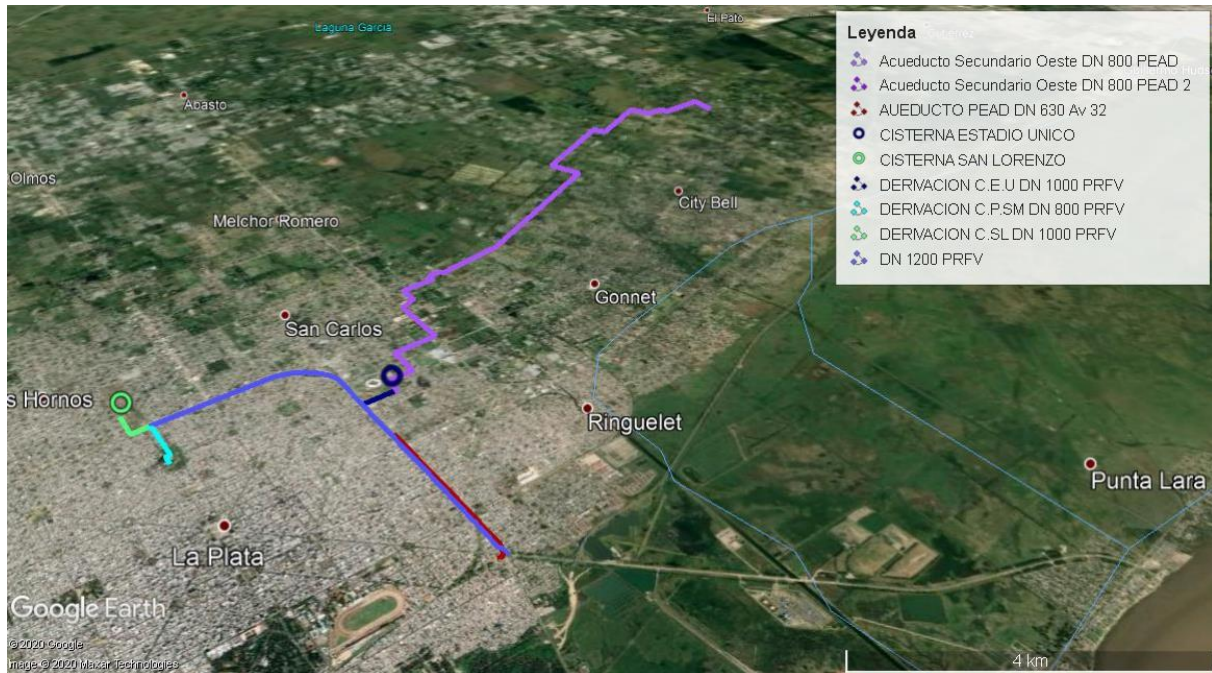 El Pato
Laguna Garcia
Abasto
Olmos
Melchor Romero
City Bell
Gonnet
San Carlos
s Hornos
Ringuelet
Punta Lara
La Plata
Google Earth
© 2020 Google
Image © 2020 Maxar Technologies
4 km
Leyenda
Acueducto Secundario Oeste DN 800 PEAD
Acueducto Secundario Oeste DN 800 PEAD 2
AUEDUCTO PEAD DN 630 Av 32
CISTERNA ESTADIO UNICO
CISTERNA SAN LORENZO
DERIVACION C.E.U DN 1000 PRFV
DERIVACION C.P.SM DN 800 PRFV
DERIVACION C.SL DN 1000 PRFV
DN 1200 PRFV